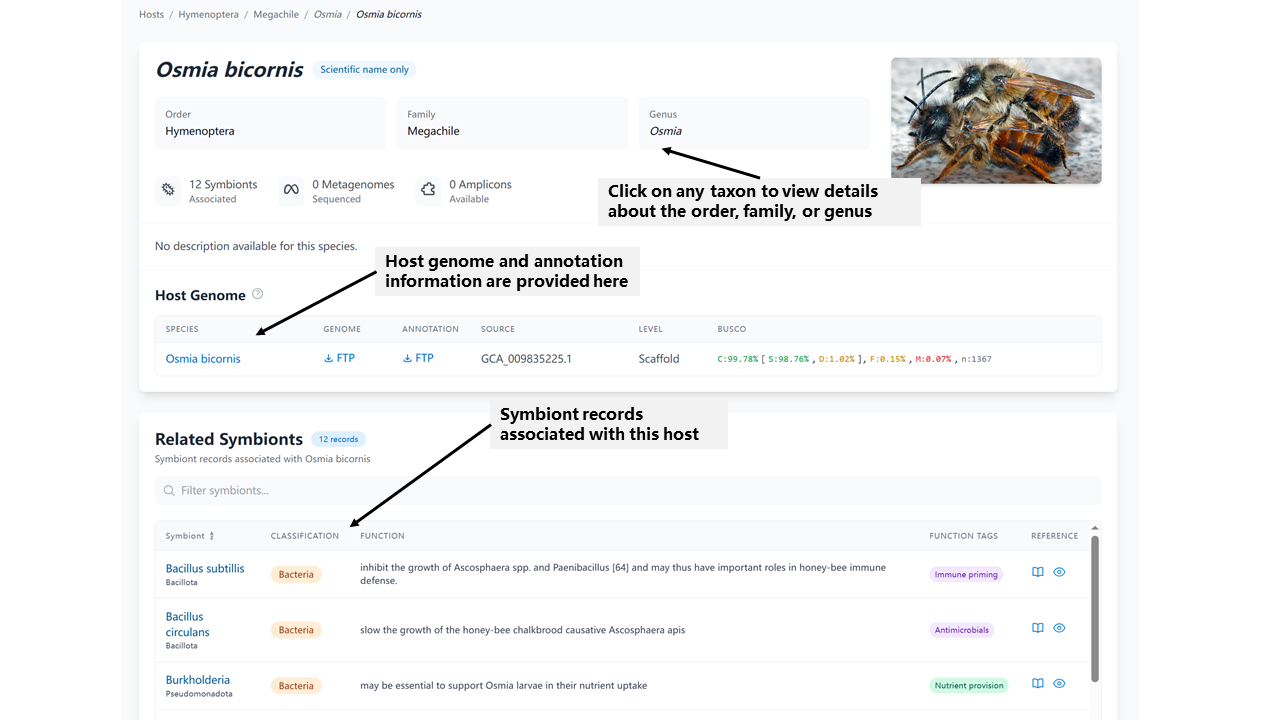 Hosts / Hymenoptera / Megachile / Osmia / Osmia bicornis
Osmia bicornis Scientific name only
Order
Hymenoptera
Family
Megachile
Genus
Osmia
12 Symbionts
Associated
0 Metagenomes
Sequenced
0 Amplicons
Available
Click on any taxon to view details
about the order, family, or genus
No description available for this species.
Host genome and annotation
information are provided here
Host Genome
SPECIES GENOME ANNOTATION SOURCE LEVEL BUSCO
Osmia bicornis FTP FTP GCA_009835225.1 Scaffold C:99.78% [ S:98.76% , D:1.02% ], F:0.15% , M:0.07% , n:1367
Symbiont records
associated with this host
Related Symbionts 12 records
Symbiont records associated with Osmia bicornis
Filter symbionts...
Symbiont CLASSIFICATION FUNCTION FUNCTION TAGS REFERENCE
Bacillus subtillis
Bacillota
Bacteria
inhibit the growth of Ascosphaera spp. and Paenibacillus [64] and may thus have important roles in honey-bee immune
defense.
Immune priming
Bacillus
circulans
Bacillota
Bacteria
slow the growth of the honey-bee chalkbrood causative Ascosphaera apis
Antimicrobials
Burkholderia
Pseudomonadota
Bacteria
may be essential to support Osmia larvae in their nutrient uptake
Nutrient provision